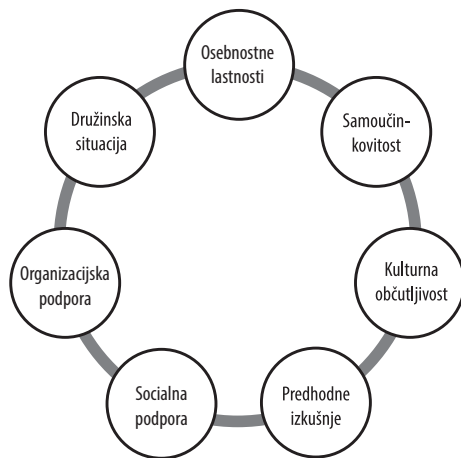 Osebnostne
lastnosti
Samoučin-
kovitost
Kulturna
občutljivost
Predhodne
izkušnje
Socialna
podpora
Organizacijska
podpora
Družinska
situacija